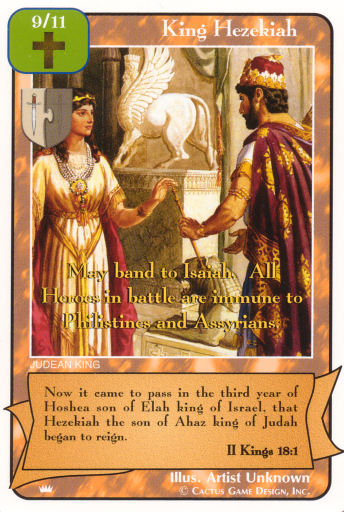 9/11
King Hezekiah
May band to Isaiah. All
Heroes in battle are immune to
Philistines and Assyrians.
JUDEAN KING
Now it came to pass in the third year of
Hoshea son of Elah king of Israel, that
Hezekiah the son of Ahaz king of Judah
began to reign.
II Kings 18:1
Illus. Artist Unknown
© Cactus Game Design, Inc.